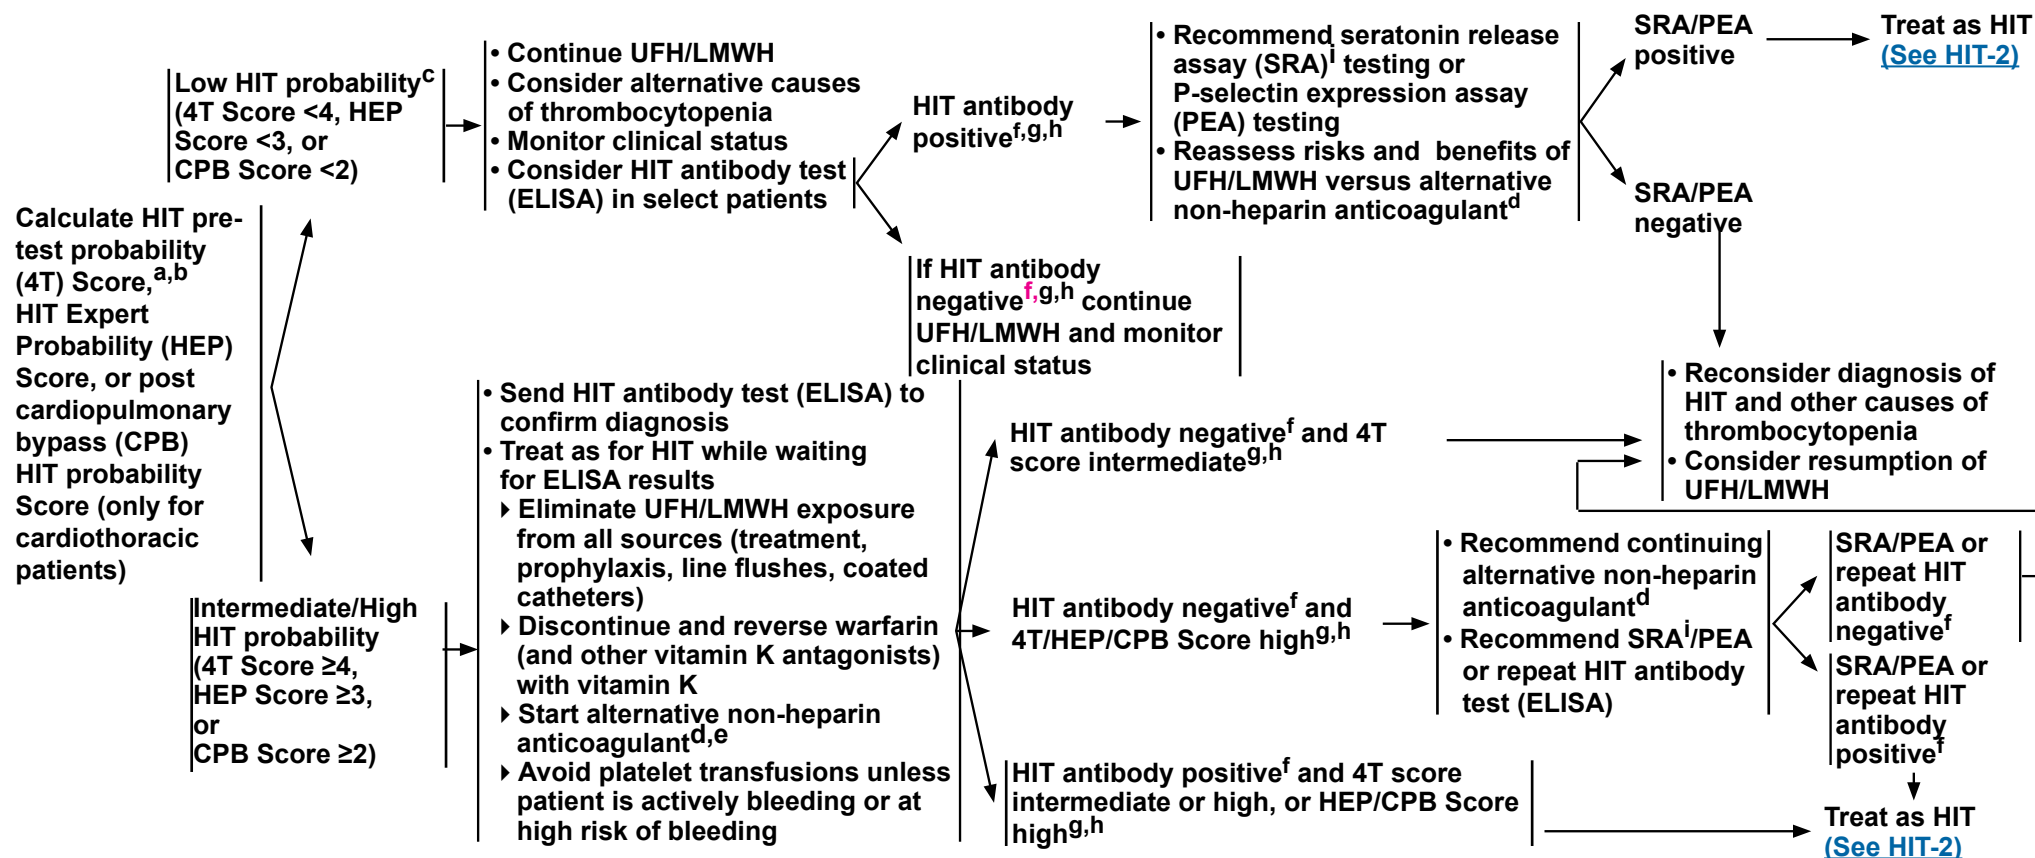 Calculate HIT pre-
test probability
(4T) Score,a,b
HIT Expert
Probability (HEP)
Score, or post
cardiopulmonary
bypass (CPB)
HIT probability
Score (only for
cardiothoracic
patients)
Low HIT probabilityc
(4T Score <4, HEP
Score <3, or
CPB Score <2)
• Continue UFH/LMWH
• Consider alternative causes
of thrombocytopenia
• Monitor clinical status
• Consider HIT antibody test
(ELISA) in select patients
HIT antibody
positivef,g,h
• Recommend seratonin release
assay (SRA)i testing or
P-selectin expression assay
(PEA) testing
• Reassess risks and benefits of
UFH/LMWH versus alternative
non-heparin anticoagulantd
SRA/PEA
positive
Treat as HIT
(See HIT-2)
SRA/PEA
negative
If HIT antibody
negativef,g,h continue
UFH/LMWH and monitor
clinical status
• Reconsider diagnosis of
HIT and other causes of
thrombocytopenia
• Consider resumption of
UFH/LMWH
Intermediate/High
HIT probability
(4T Score ≥4,
HEP Score ≥3,
or
CPB Score ≥2)
• Send HIT antibody test (ELISA) to
confirm diagnosis
• Treat as for HIT while waiting
for ELISA results
▸ Eliminate UFH/LMWH exposure
from all sources (treatment,
prophylaxis, line flushes, coated
catheters)
▸ Discontinue and reverse warfarin
(and other vitamin K antagonists)
with vitamin K
▸ Start alternative non-heparin
anticoagulantd,e
▸ Avoid platelet transfusions unless
patient is actively bleeding or at
high risk of bleeding
HIT antibody negativef and 4T
score intermediateg,h
HIT antibody negativef and
4T/HEP/CPB Score highg,h
• Recommend continuing
alternative non-heparin
anticoagulantd
• Recommend SRAi/PEA
or repeat HIT antibody
test (ELISA)
SRA/PEA or
repeat HIT
antibody
negativef
SRA/PEA or
repeat HIT
antibody
positivef
HIT antibody positivef and 4T score
intermediate or high, or HEP/CPB Score
highg,h
Treat as HIT
(See HIT-2)